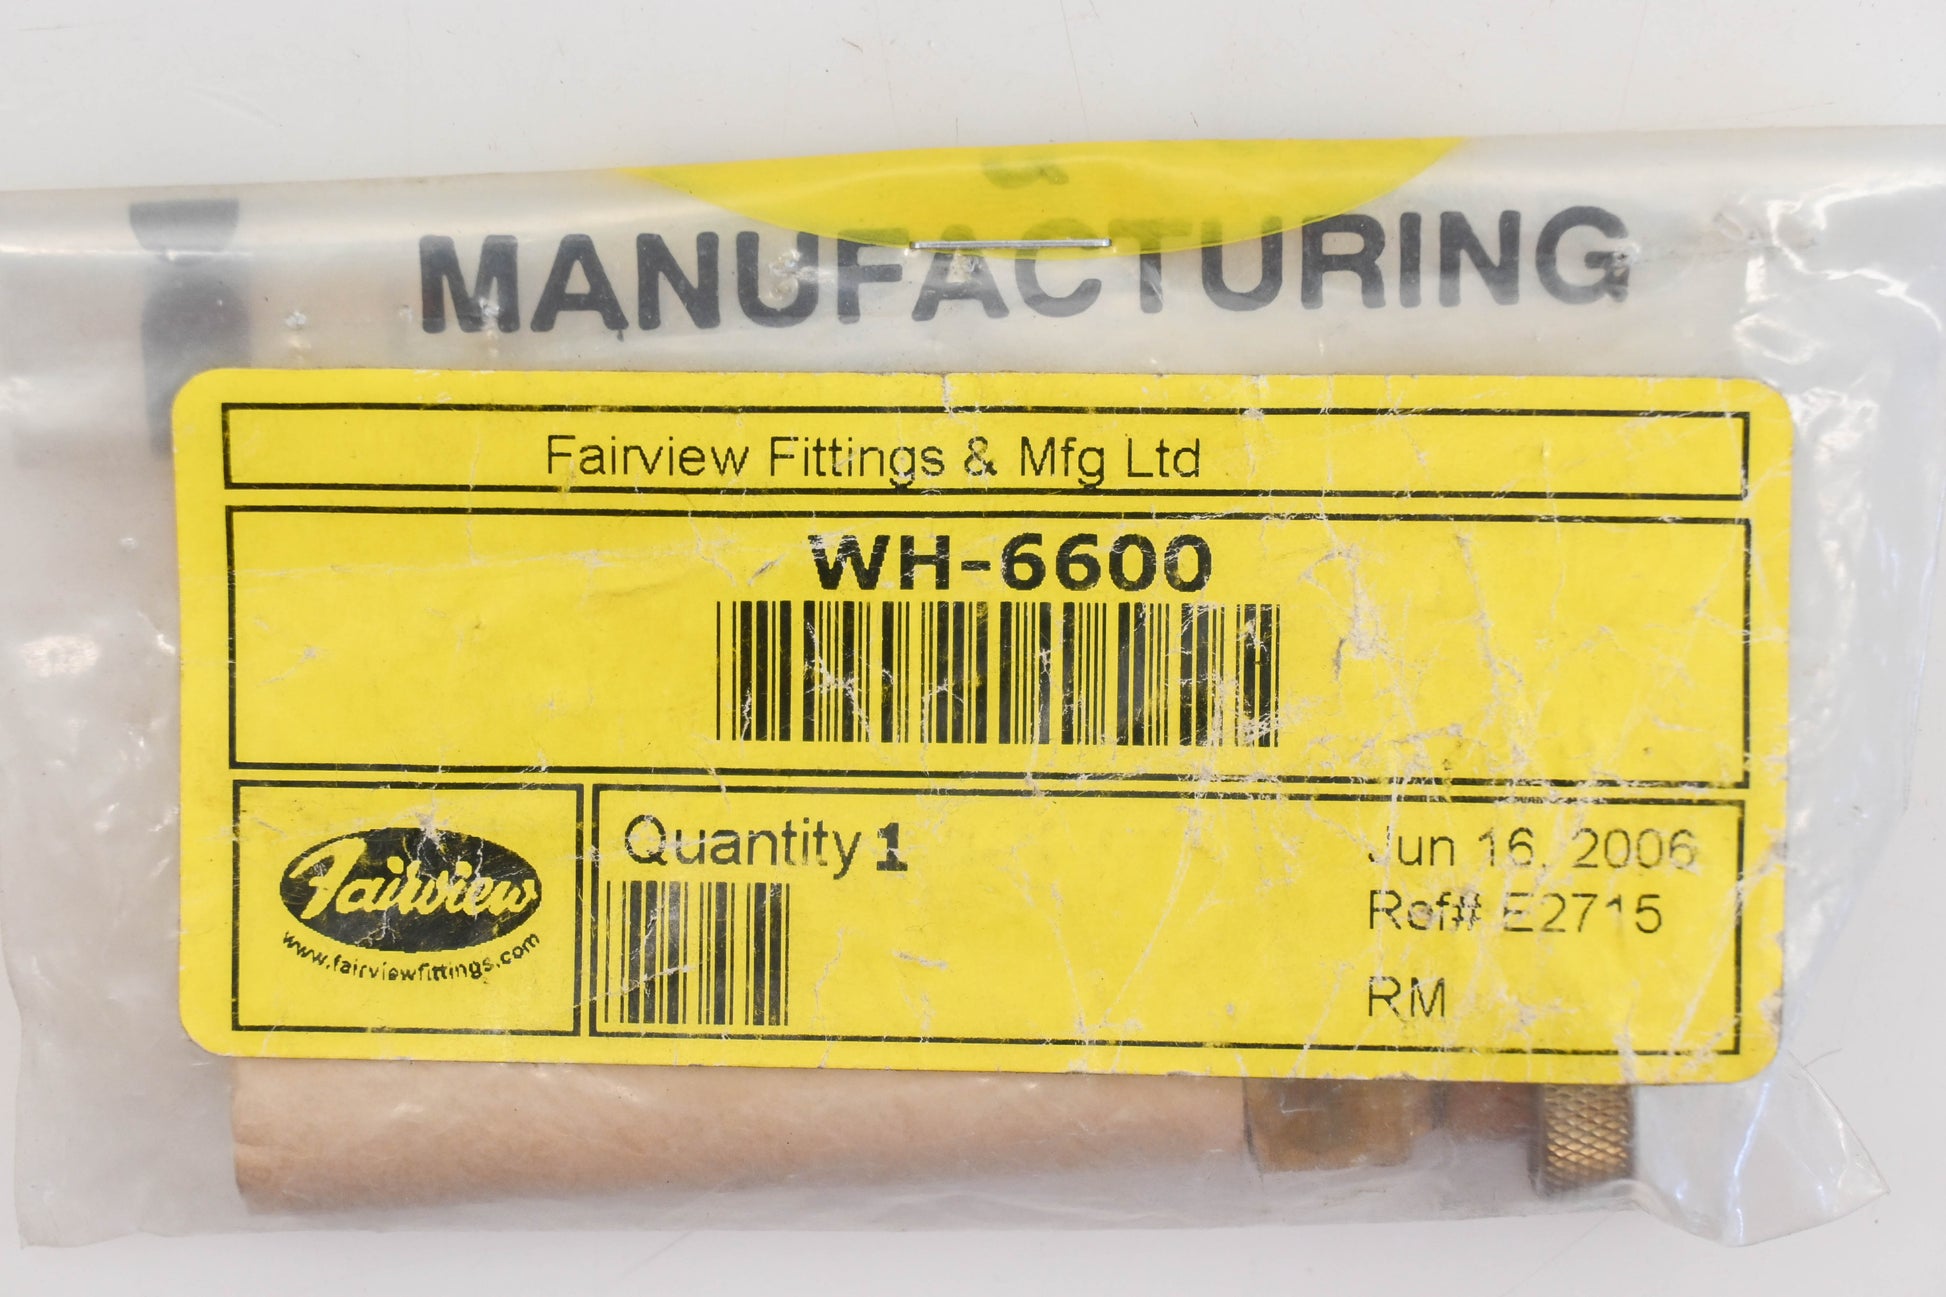 MANUFACTURING
Fairview Fittings & Mfg Ltd
WH-6600
Fairview
www.fairviewfittings.com
Quantity 1
Jun 16, 2006
Ref# E2715
RM